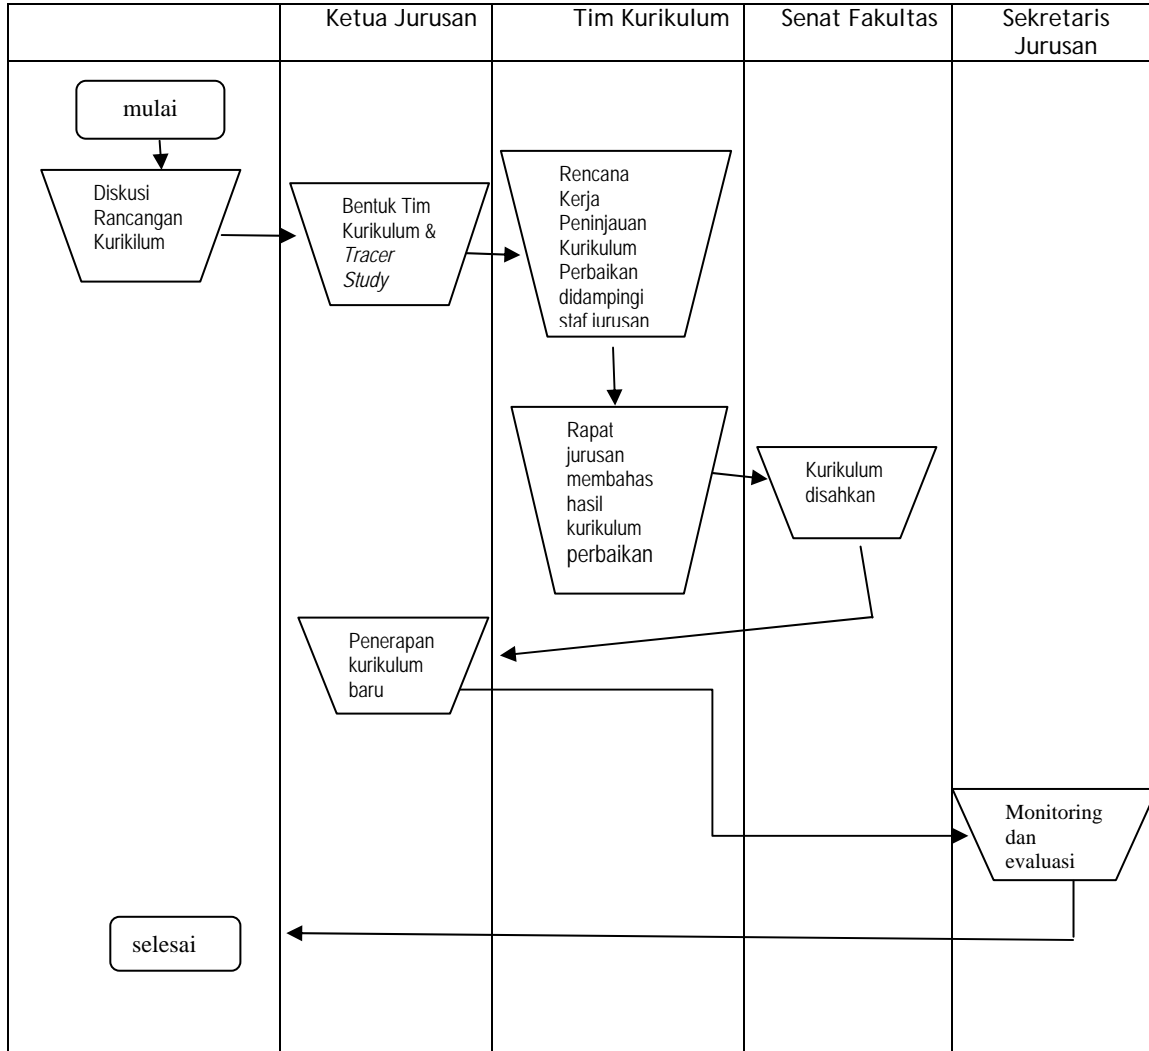 Ketua Jurusan
Tim Kurikulum
Senat Fakultas
Sekretaris
Jurusan
mulai
Diskusi
Rancangan
Kurikilum
Bentuk Tim
Kurikulum &
Tracer
Study
Rencana
Kerja
Peninjauan
Kurikulum
Perbaikan
didampingi
staf jurusan
Rapat
jurusan
membahas
hasil
kurikulum
perbaikan
Kurikulum
disahkan
Penerapan
kurikulum
baru
Monitoring
dan
evaluasi
selesai